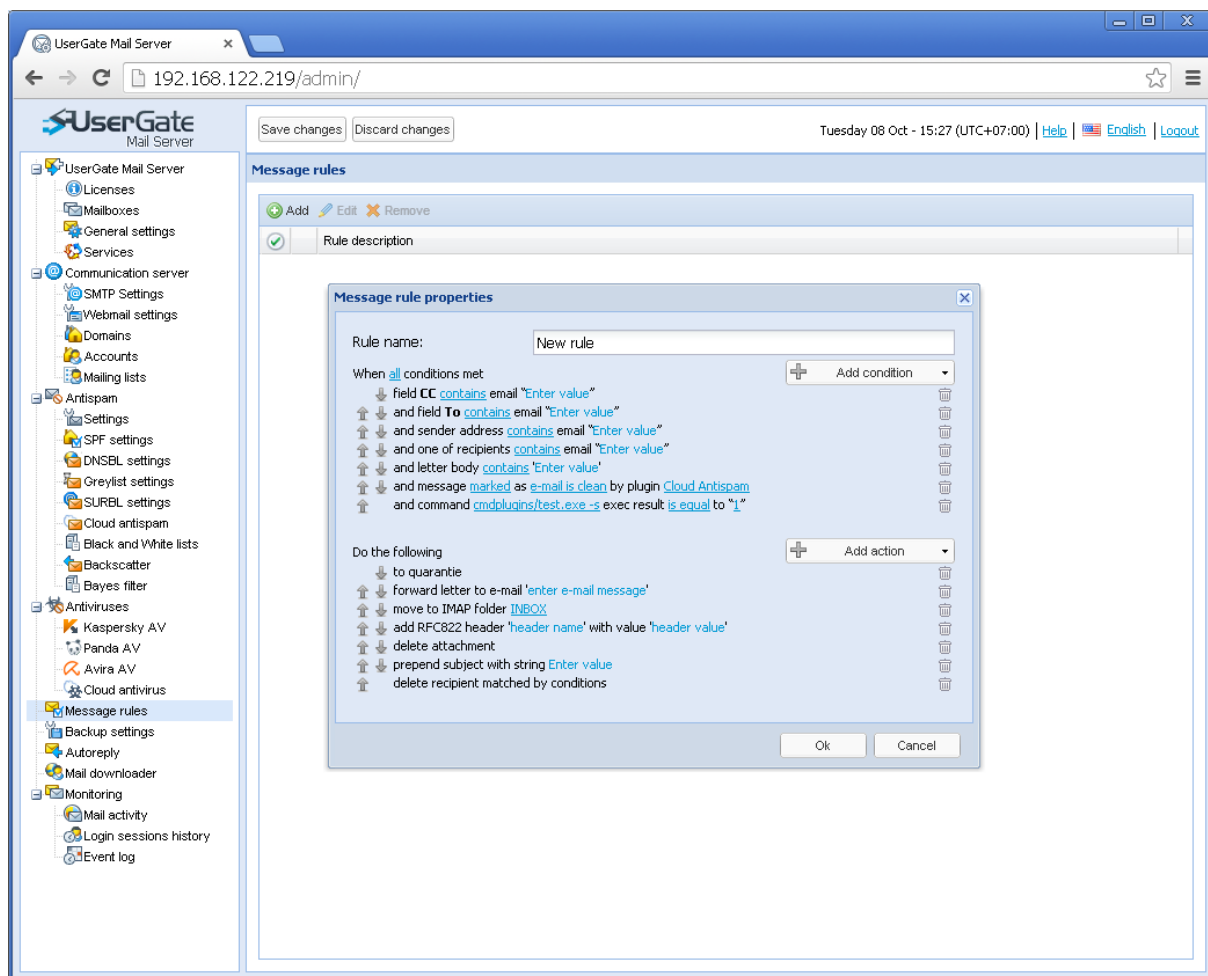 UserGate Mail Server
192.168.122.219/admin/
UserGate
Mail Server
Save changes Discard changes Tuesday 08 Oct - 15:27 (UTC+07:00) | Help | English | Logout
UserGate Mail Server
Licenses
Mailboxes
General settings
Services
Communication server
SMTP Settings
Webmail settings
Domains
Accounts
Mailing lists
Antispam
Settings
SPF settings
DNSBL settings
Greylist settings
SURBL settings
Cloud antispam
Black and White lists
Backscatter
Bayes filter
Antiviruses
Kaspersky AV
Panda AV
Avira AV
Cloud antivirus
Message rules
Backup settings
Autoreply
Mail downloader
Monitoring
Mail activity
Login sessions history
Event log
Message rules
Add Edit Remove
Rule description
Message rule properties
Rule name: New rule
When all conditions met Add condition
field CC contains email "Enter value"
and field To contains email "Enter value"
and sender address contains email "Enter value"
and one of recipients contains email "Enter value"
and letter body contains 'Enter value'
and message marked as e-mail is clean by plugin Cloud Antispam
and command cmdplugins/test.exe -s exec result is equal to "1"
Do the following Add action
to quarantie
forward letter to e-mail 'enter e-mail message'
move to IMAP folder INBOX
add RFC822 header 'header name' with value 'header value'
delete attachment
prepend subject with string Enter value
delete recipient matched by conditions
Ok Cancel